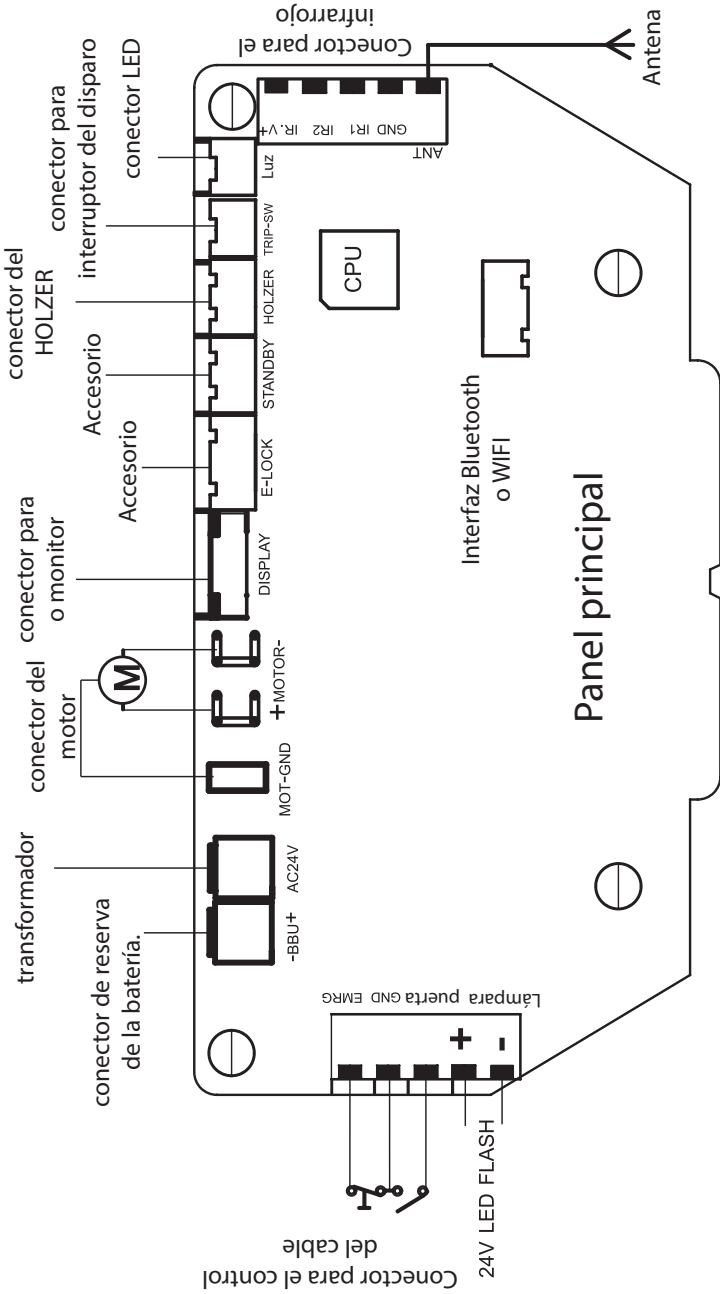 transformador
conector de reserva
de la batería.
conector del
motor
M
conector para
o monitor
Accesorio
Accesorio
conector del
HOLZER
conector para
interruptor del disparo
conector LED
Conector para el
infrarrojo
-BBU+
AC24V
MOT-GND
+MOTOR-
DISPLAY
E-LOCK
STANDBY
HOLZER
TRIP-SW
Luz
IR.V+
IR2
IR1
GND
ANT
Antena
CPU
Interfaz Bluetooth
o WIFI
Panel principal
EMRG
GND
puerta
Lámpara
+
-
24V LED FLASH
Conector para el control
del cable